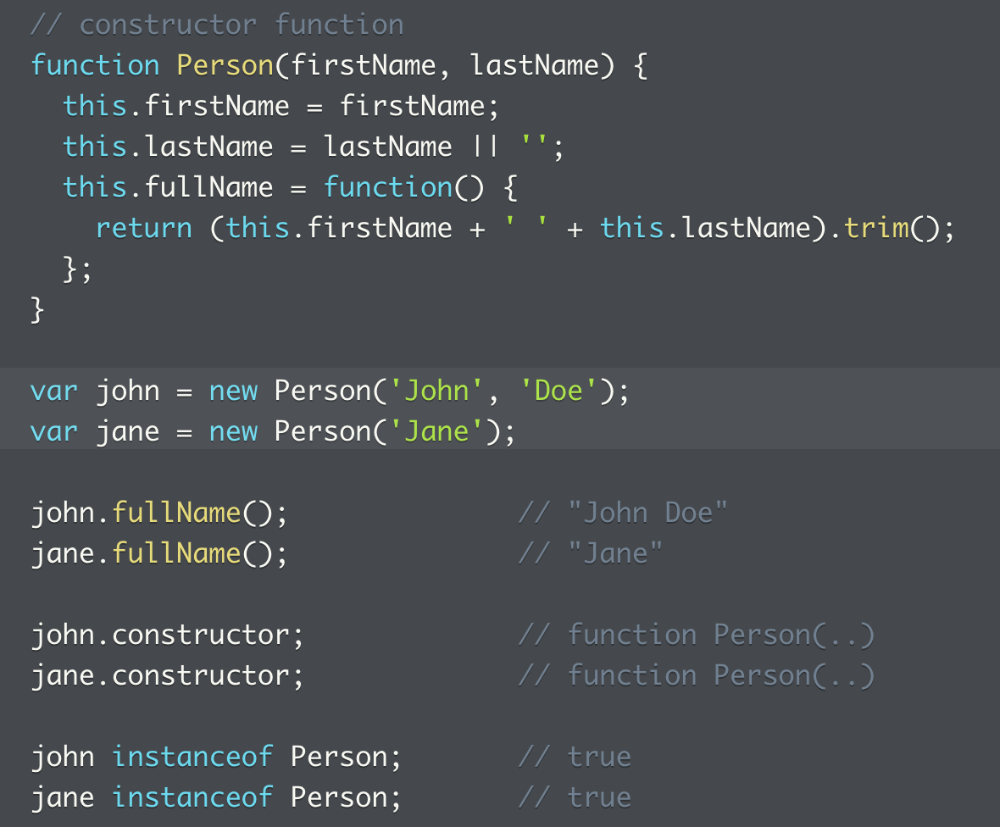 // constructor function
function Person(firstName, lastName) {
  this.firstName = firstName;
  this.lastName = lastName || '';
  this.fullName = function() {
    return (this.firstName + ' ' + this.lastName).trim();
  };
}

var john = new Person('John', 'Doe');
var jane = new Person('Jane');

john.fullName();              // "John Doe"
jane.fullName();              // "Jane"

john.constructor;             // function Person(..)
jane.constructor;             // function Person(..)

john instanceof Person;       // true
jane instanceof Person;       // true